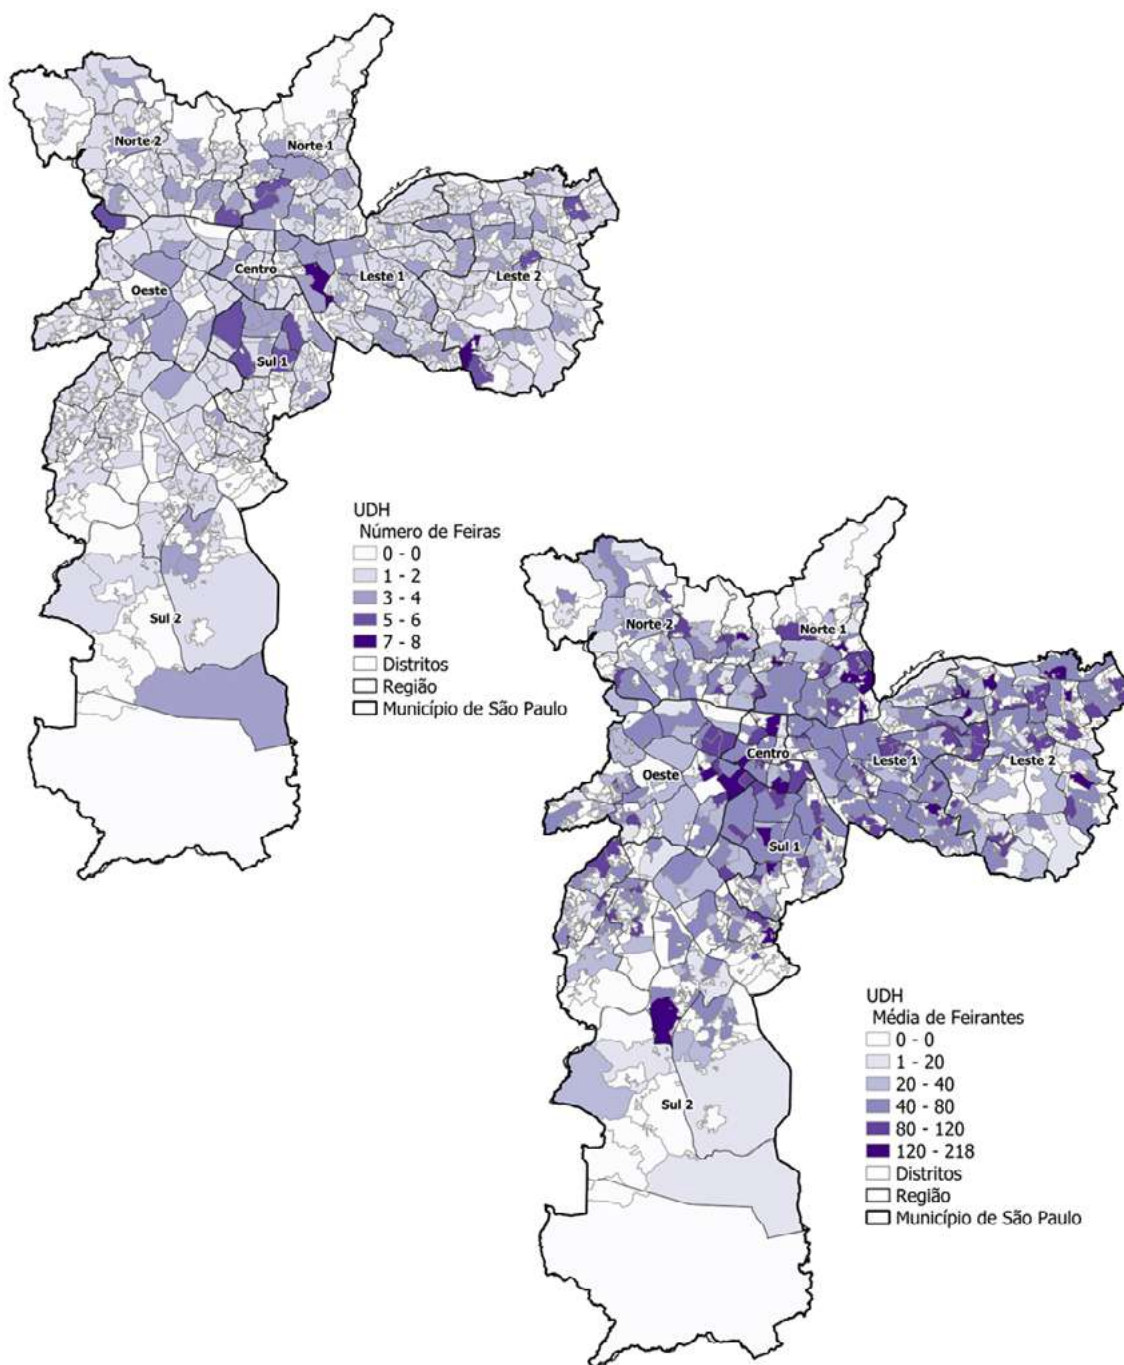 Norte 2
Norte 1
Centro
Leste 1
Leste 2
Oeste
Sul 1
Sul 2
UDH
Número de Feiras
0 - 0
1 - 2
3 - 4
5 - 6
7 - 8
Distritos
Região
Município de São Paulo
Norte 2
Norte 1
Centro
Leste 1
Leste 2
Oeste
Sul 1
Sul 2
UDH
Média de Feirantes
0 - 0
1 - 20
20 - 40
40 - 80
80 - 120
120 - 218
Distritos
Região
Município de São Paulo